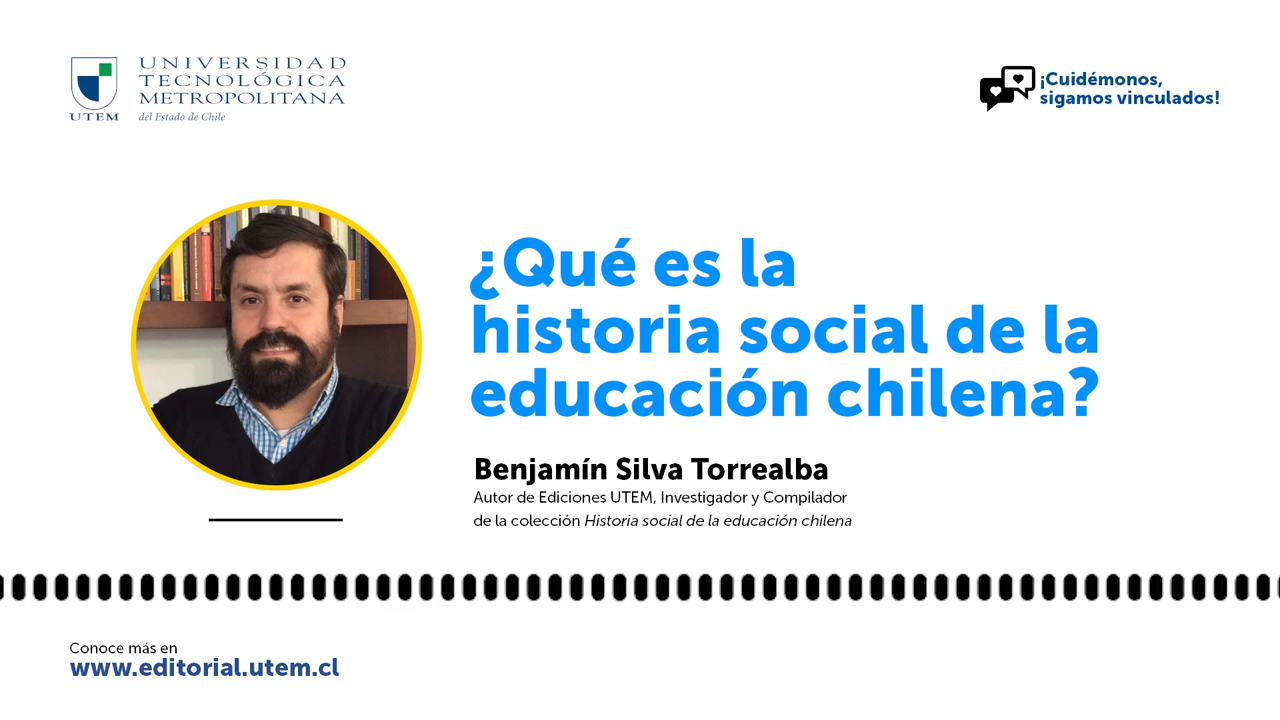 UNIVERSIDAD
TECNOLÓGICA
METROPOLITANA
UTEM
del Estado de Chile
¡Cuidémonos,
sigamos vinculados!
¿Qué es la
historia social de la
educación chilena?
Benjamín Silva Torrealba
Autor de Ediciones UTEM, Investigador y Compilador
de la colección Historia social de la educación chilena
Conoce más en
www.editorial.utem.cl